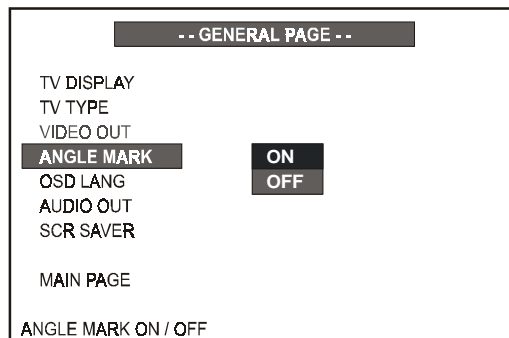 - - GENERAL PAGE - -
TV DISPLAY
TV TYPE
VIDEO OUT
ANGLE MARK ON
OSD LANG OFF
AUDIO OUT
SCR SAVER
MAIN PAGE
ANGLE MARK ON / OFF